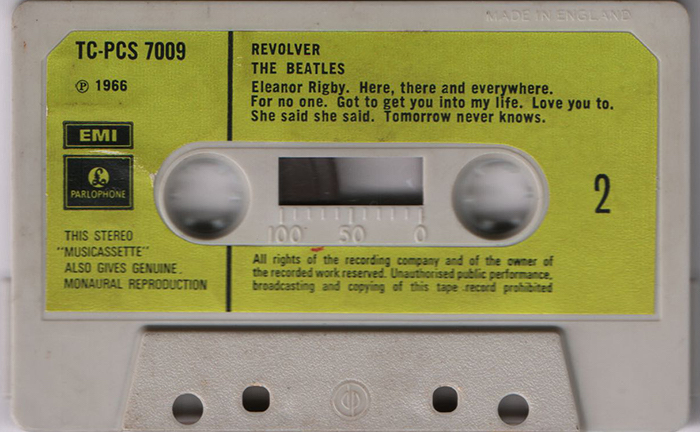 MADE IN ENGLAND
TC-PCS 7009
℗ 1966
EMI
PARLOPHONE
THIS STEREO
"MUSICASSETTE"
ALSO GIVES GENUINE
MONAURAL REPRODUCTION
REVOLVER
THE BEATLES
Eleanor Rigby. Here, there and everywhere.
For no one. Got to get you into my life. Love you to.
She said she said. Tomorrow never knows.
2
100 50 0
All rights of the recording company and of the owner of
the recorded work reserved. Unauthorised public performance,
broadcasting and copying of this tape record prohibited